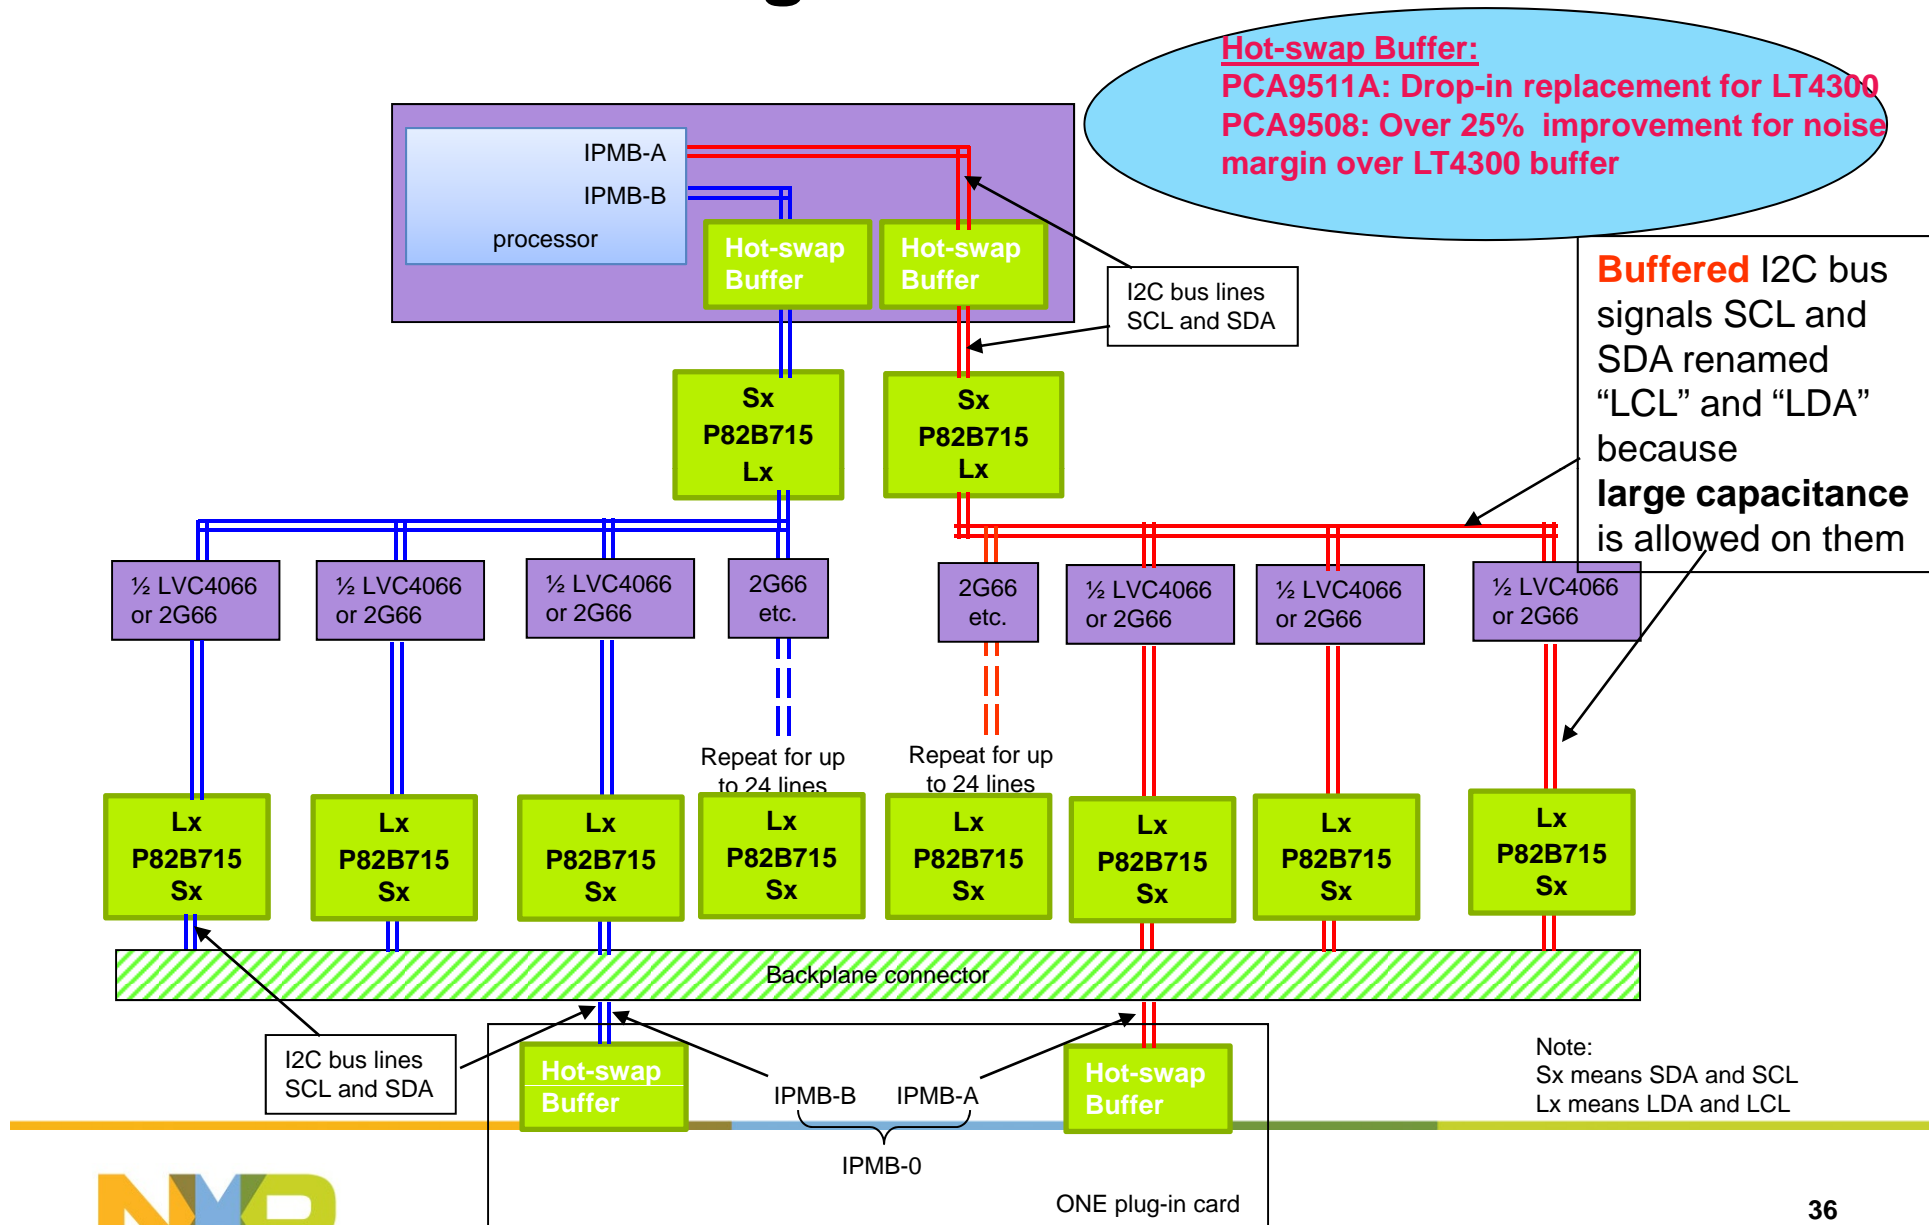 Hot-swap Buffer:
PCA9511A: Drop-in replacement for LT4300
PCA9508: Over 25% improvement for noise
margin over LT4300 buffer
IPMB-A
IPMB-B
processor
Hot-swap
Buffer
Hot-swap
Buffer
I2C bus lines
SCL and SDA
Buffered I2C bus
signals SCL and
SDA renamed
“LCL” and “LDA”
because
large capacitance
is allowed on them
Sx
P82B715
Lx
Sx
P82B715
Lx
½ LVC4066
or 2G66
½ LVC4066
or 2G66
½ LVC4066
or 2G66
2G66
etc.
2G66
etc.
½ LVC4066
or 2G66
½ LVC4066
or 2G66
½ LVC4066
or 2G66
Repeat for up
to 24 lines
Repeat for up
to 24 lines
Lx
P82B715
Sx
Lx
P82B715
Sx
Lx
P82B715
Sx
Lx
P82B715
Sx
Lx
P82B715
Sx
Lx
P82B715
Sx
Lx
P82B715
Sx
Lx
P82B715
Sx
Backplane connector
I2C bus lines
SCL and SDA
Hot-swap
Buffer
IPMB-B
IPMB-A
Hot-swap
Buffer
IPMB-0
Note:
Sx means SDA and SCL
Lx means LDA and LCL
ONE plug-in card
NXP
36